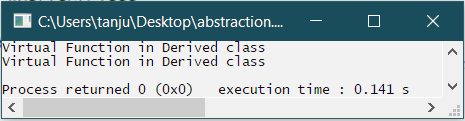 C:\Users\tanju\Desktop\abstraction....
Virtual Function in Derived class
Virtual Function in Derived class
Process returned 0 (0x0)   execution time : 0.141 s